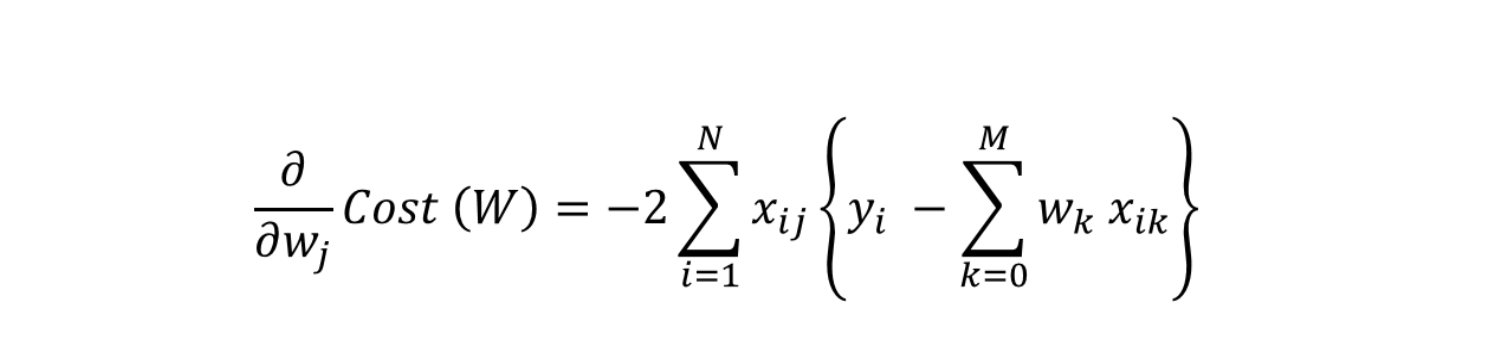 ∂/∂w_j Cost (W) = −2 ∑_{i=1}^{N} x_{ij} { y_i − ∑_{k=0}^{M} w_k x_{ik} }